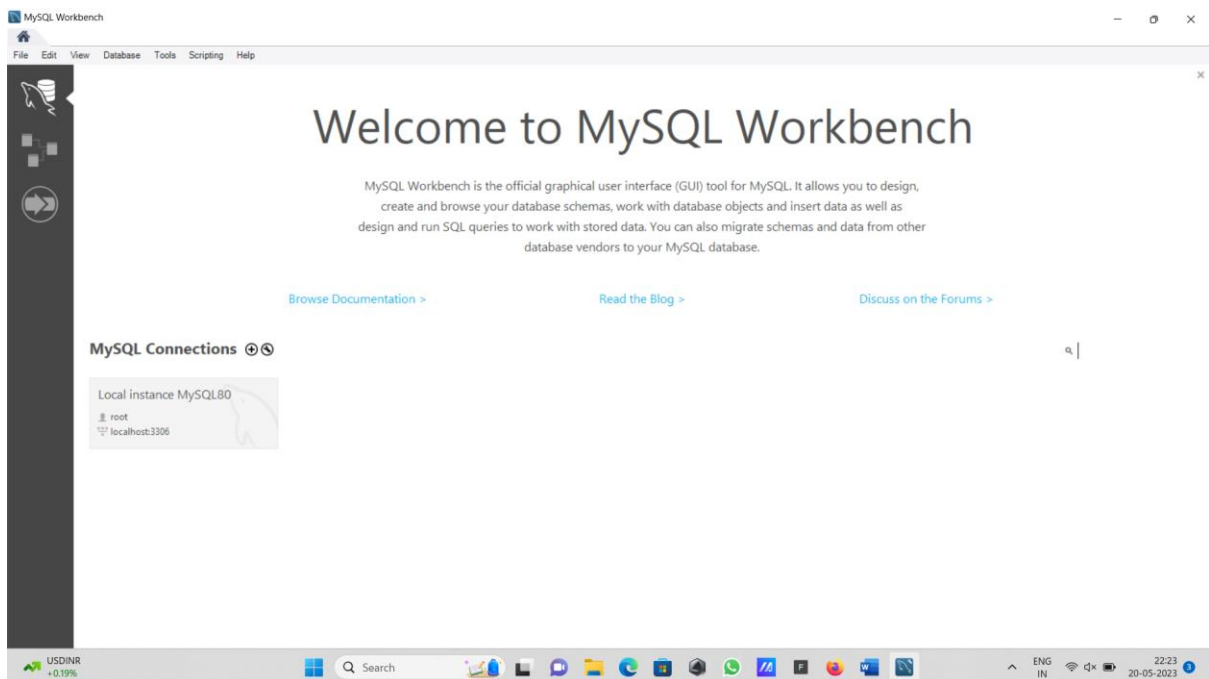 MySQL Workbench
File Edit View Database Tools Scripting Help
Welcome to MySQL Workbench
MySQL Workbench is the official graphical user interface (GUI) tool for MySQL. It allows you to design,
create and browse your database schemas, work with database objects and insert data as well as
design and run SQL queries to work with stored data. You can also migrate schemas and data from other
database vendors to your MySQL database.
Browse Documentation > Read the Blog > Discuss on the Forums >
MySQL Connections
Local instance MySQL80
root
localhost:3306
USDINR
+0.19%
Search
ENG
IN
22:23
20-05-2023
3